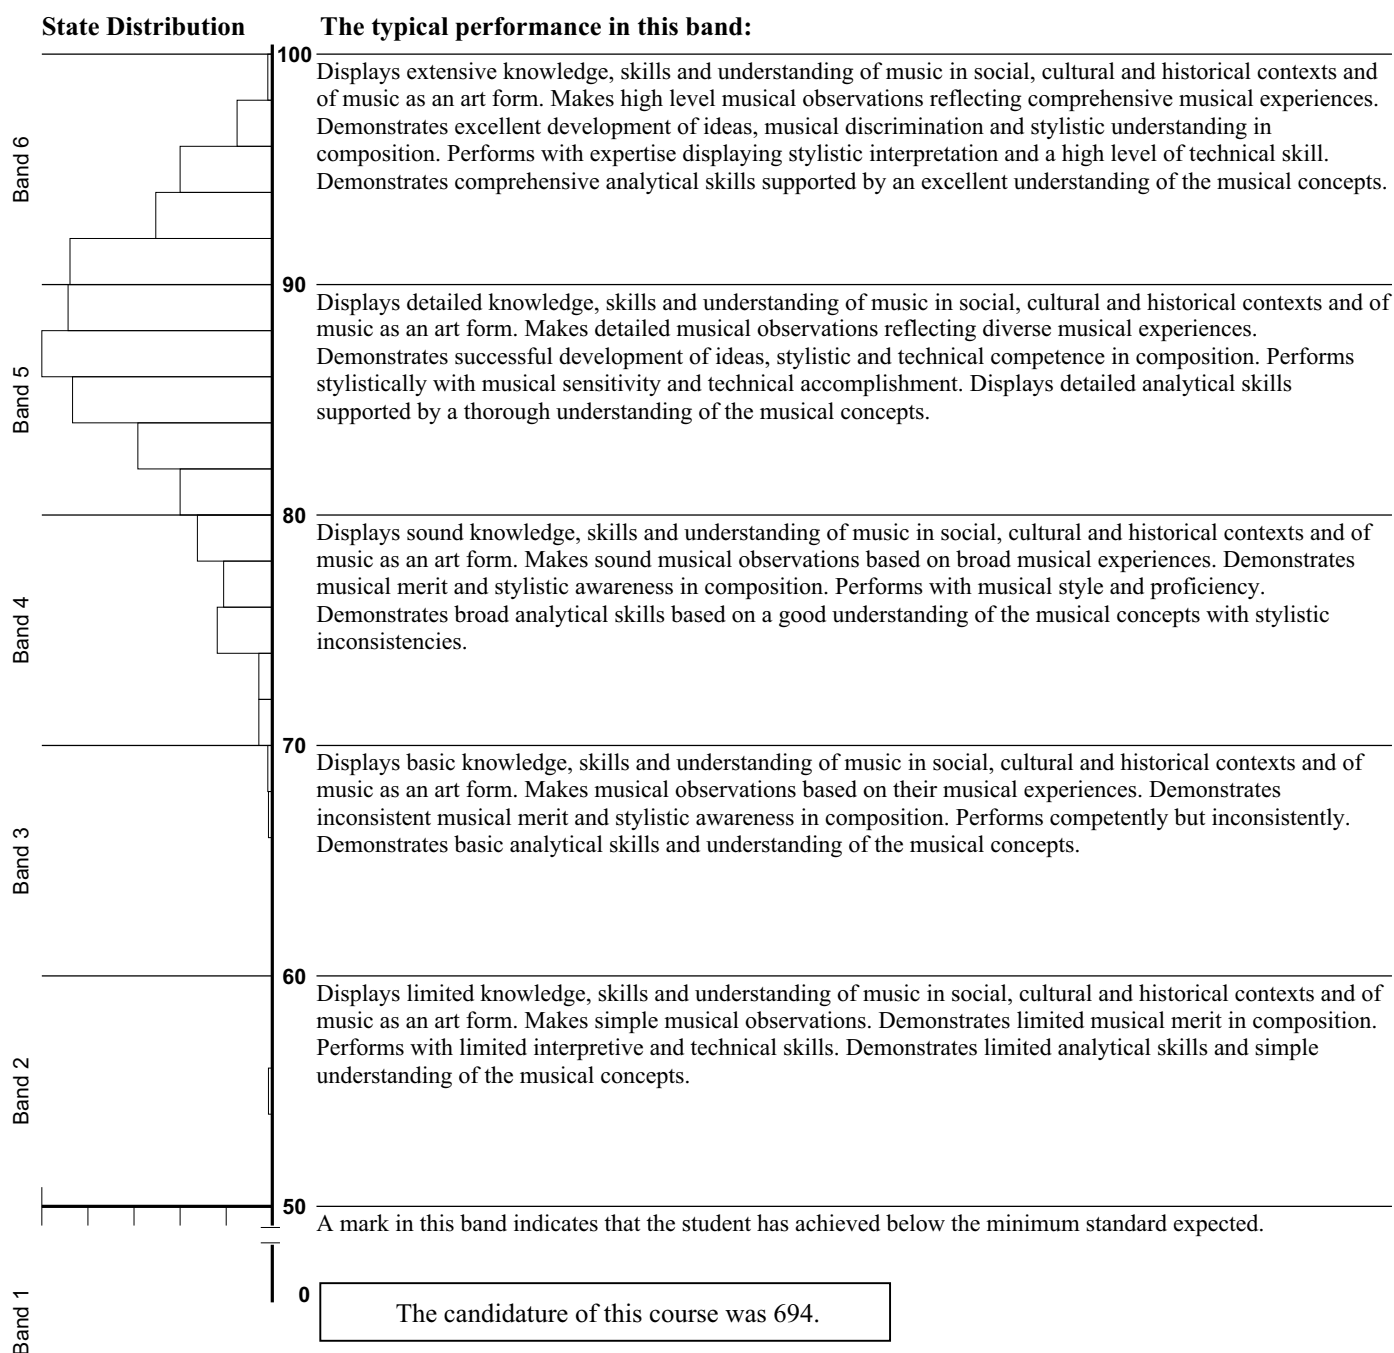 State Distribution
The typical performance in this band:
100
Displays extensive knowledge, skills and understanding of music in social, cultural and historical contexts and
of music as an art form. Makes high level musical observations reflecting comprehensive musical experiences.
Demonstrates excellent development of ideas, musical discrimination and stylistic understanding in
composition. Performs with expertise displaying stylistic interpretation and a high level of technical skill.
Demonstrates comprehensive analytical skills supported by an excellent understanding of the musical concepts.
Band 6
90
Displays detailed knowledge, skills and understanding of music in social, cultural and historical contexts and of
music as an art form. Makes detailed musical observations reflecting diverse musical experiences.
Demonstrates successful development of ideas, stylistic and technical competence in composition. Performs
stylistically with musical sensitivity and technical accomplishment. Displays detailed analytical skills
supported by a thorough understanding of the musical concepts.
Band 5
80
Displays sound knowledge, skills and understanding of music in social, cultural and historical contexts and of
music as an art form. Makes sound musical observations based on broad musical experiences. Demonstrates
musical merit and stylistic awareness in composition. Performs with musical style and proficiency.
Demonstrates broad analytical skills based on a good understanding of the musical concepts with stylistic
inconsistencies.
Band 4
70
Displays basic knowledge, skills and understanding of music in social, cultural and historical contexts and of
music as an art form. Makes musical observations based on their musical experiences. Demonstrates
inconsistent musical merit and stylistic awareness in composition. Performs competently but inconsistently.
Demonstrates basic analytical skills and understanding of the musical concepts.
Band 3
60
Displays limited knowledge, skills and understanding of music in social, cultural and historical contexts and of
music as an art form. Makes simple musical observations. Demonstrates limited musical merit in composition.
Performs with limited interpretive and technical skills. Demonstrates limited analytical skills and simple
understanding of the musical concepts.
Band 2
50
A mark in this band indicates that the student has achieved below the minimum standard expected.
0
Band 1
The candidature of this course was 694.